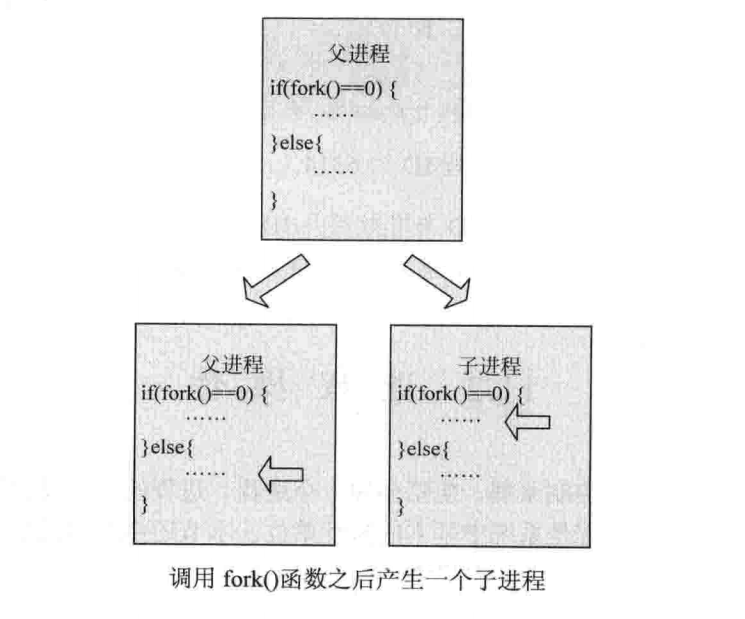 父进程
if(fork()==0) {
……
}else{
……
}
父进程
if(fork()==0) {
……
}else{
……
}
子进程
if(fork()==0) {
……
}else{
……
}
调用 fork()函数之后产生一个子进程